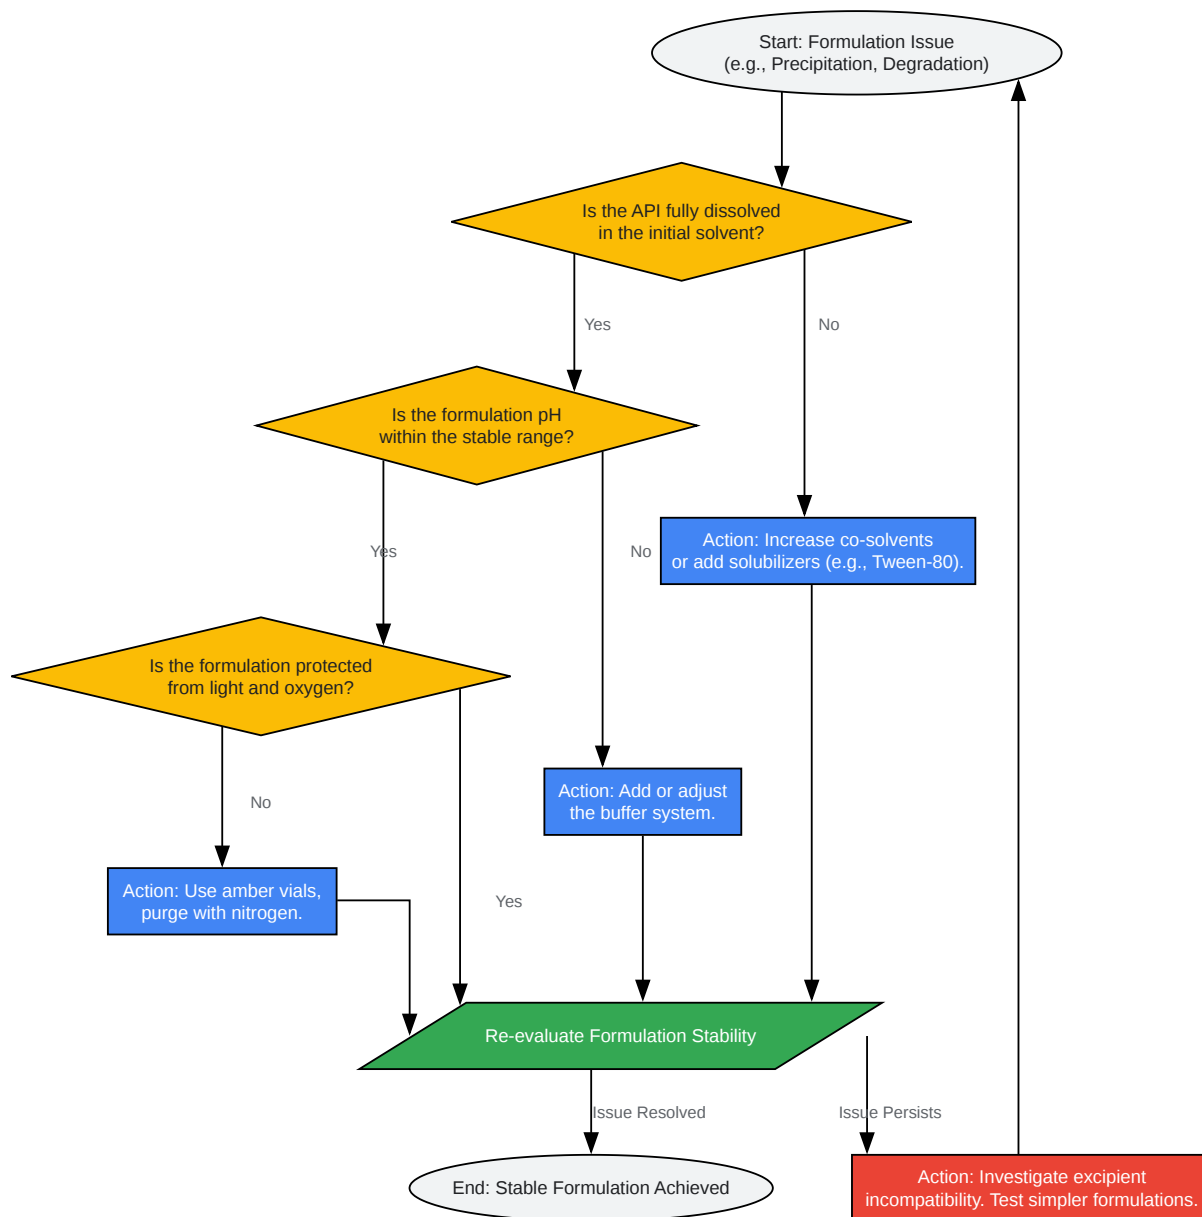 Start: Formulation Issue
(e.g., Precipitation, Degradation)
Is the API fully dissolved
in the initial solvent?
Yes
No
Is the formulation pH
within the stable range?
Yes
No
Action: Increase co-solvents
or add solubilizers (e.g., Tween-80).
Is the formulation protected
from light and oxygen?
No
Yes
Action: Add or adjust
the buffer system.
Action: Use amber vials,
purge with nitrogen.
Re-evaluate Formulation Stability
Issue Resolved
Issue Persists
End: Stable Formulation Achieved
Action: Investigate excipient
incompatibility. Test simpler formulations.